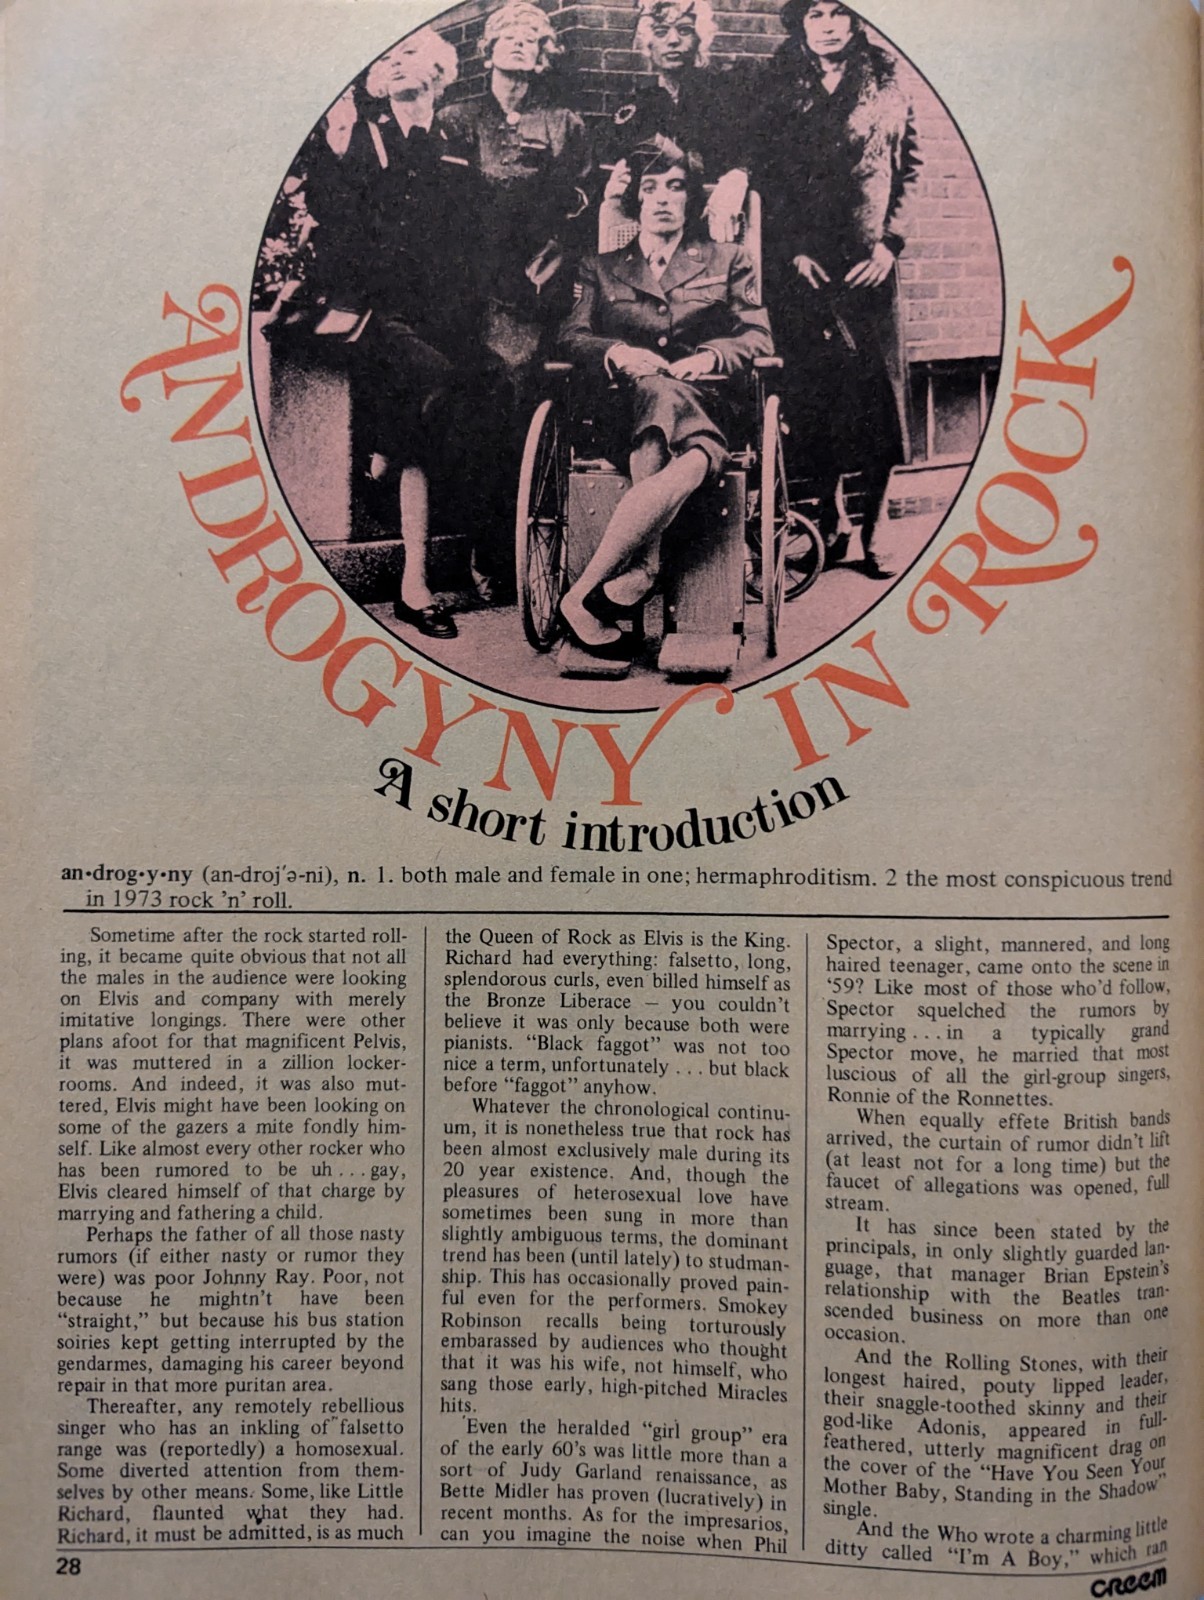 ANDROGYNY IN ROCK
A short introduction
an•drog•y•ny (an-droj'ə-ni), n. 1. both male and female in one; hermaphroditism. 2 the most conspicuous trend
in 1973 rock 'n' roll.
Sometime after the rock started roll-
ing, it became quite obvious that not all
the males in the audience were looking
on Elvis and company with merely
imitative longings. There were other
plans afoot for that magnificent Pelvis,
it was muttered in a zillion locker-
rooms. And indeed, it was also mut-
tered, Elvis might have been looking on
some of the gazers a mite fondly him-
self. Like almost every other rocker who
has been rumored to be uh . . . gay,
Elvis cleared himself of that charge by
marrying and fathering a child.
Perhaps the father of all those nasty
rumors (if either nasty or rumor they
were) was poor Johnny Ray. Poor, not
because he mightn't have been
"straight," but because his bus station
soiries kept getting interrupted by the
gendarmes, damaging his career beyond
repair in that more puritan area.
Thereafter, any remotely rebellious
singer who has an inkling of falsetto
range was (reportedly) a homosexual.
Some diverted attention from them-
selves by other means. Some, like Little
Richard, flaunted what they had.
Richard, it must be admitted, is as much
the Queen of Rock as Elvis is the King.
Richard had everything: falsetto, long,
splendorous curls, even billed himself as
the Bronze Liberace — you couldn't
believe it was only because both were
pianists. "Black faggot" was not too
nice a term, unfortunately . . . but black
before "faggot" anyhow.
Whatever the chronological continu-
um, it is nonetheless true that rock has
been almost exclusively male during its
20 year existence. And, though the
pleasures of heterosexual love have
sometimes been sung in more than
slightly ambiguous terms, the dominant
trend has been (until lately) to studman-
ship. This has occasionally proved pain-
ful even for the performers. Smokey
Robinson recalls being torturously
embarassed by audiences who thought
that it was his wife, not himself, who
sang those early, high-pitched Miracles
hits.
Even the heralded "girl group" era
of the early 60's was little more than a
sort of Judy Garland renaissance, as
Bette Midler has proven (lucratively) in
recent months. As for the impresarios,
can you imagine the noise when Phil
Spector, a slight, mannered, and long
haired teenager, came onto the scene in
'59? Like most of those who'd follow,
Spector squelched the rumors by
marrying . . . in a typically grand
Spector move, he married that most
luscious of all the girl-group singers,
Ronnie of the Ronnettes.
When equally effete British bands
arrived, the curtain of rumor didn't lift
(at least not for a long time) but the
faucet of allegations was opened, full
stream.
It has since been stated by the
principals, in only slightly guarded lan-
guage, that manager Brian Epstein's
relationship with the Beatles tran-
scended business on more than one
occasion.
And the Rolling Stones, with their
longest haired, pouty lipped leader,
their snaggle-toothed skinny and their
god-like Adonis, appeared in full-
feathered, utterly magnificent drag on
the cover of the "Have You Seen Your
Mother Baby, Standing in the Shadow"
single.
And the Who wrote a charming little
ditty called "I'm A Boy," which ran
28
CREEM